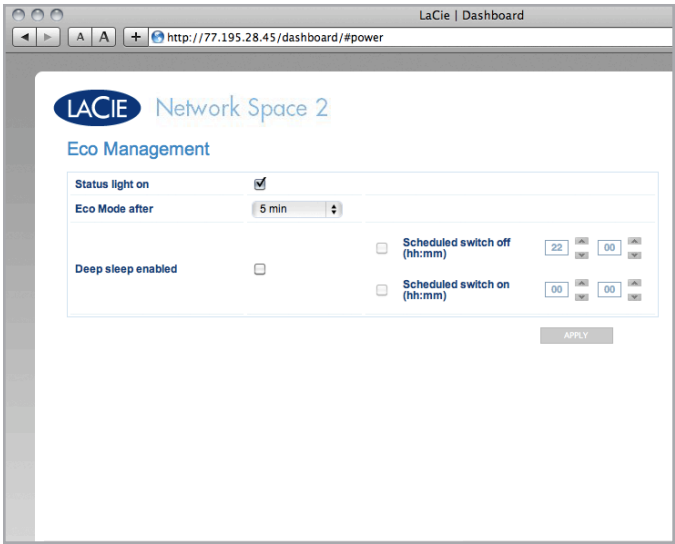 LaCie | Dashboard
A A + http://77.195.28.45/dashboard/#power
LACIE Network Space 2
Eco Management
Status light on
Eco Mode after 5 min
Deep sleep enabled
Scheduled switch off
(hh:mm)
22 00
Scheduled switch on
(hh:mm)
00 00
APPLY